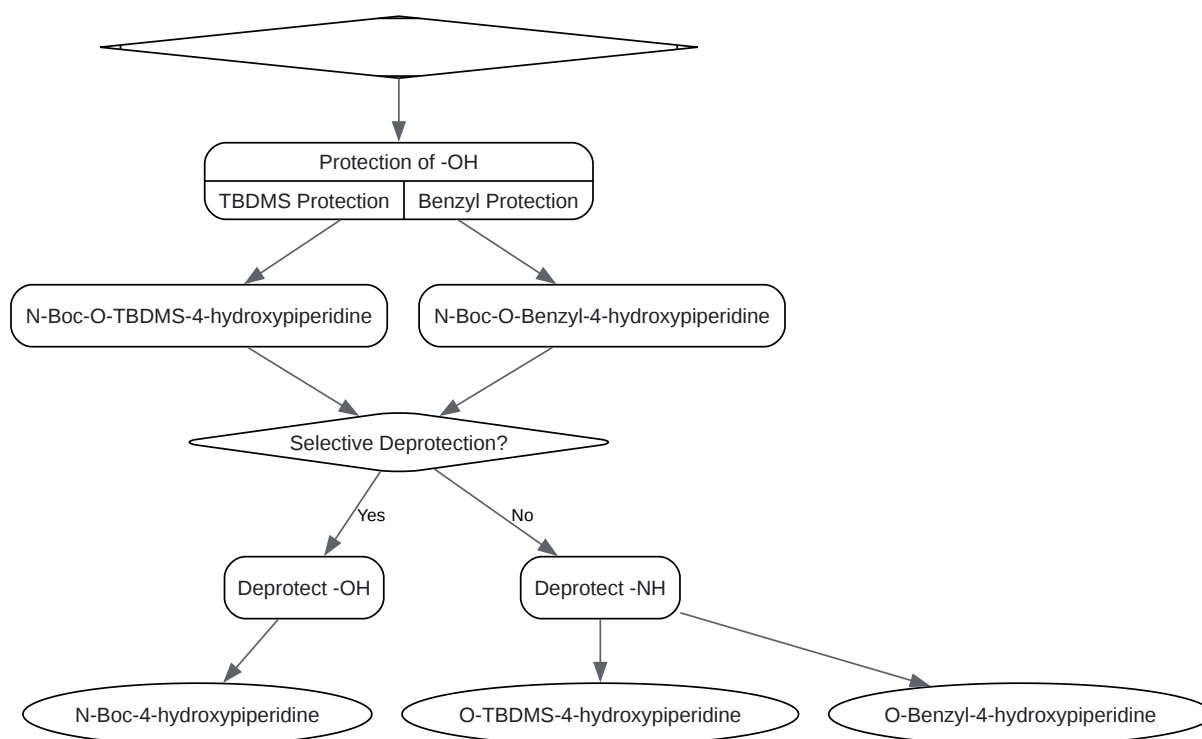 Protection of -OH
TBDMS Protection
Benzyl Protection
N-Boc-O-TBDMS-4-hydroxypiperidine
N-Boc-O-Benzyl-4-hydroxypiperidine
Selective Deprotection?
Yes
No
Deprotect -OH
Deprotect -NH
N-Boc-4-hydroxypiperidine
O-TBDMS-4-hydroxypiperidine
O-Benzyl-4-hydroxypiperidine